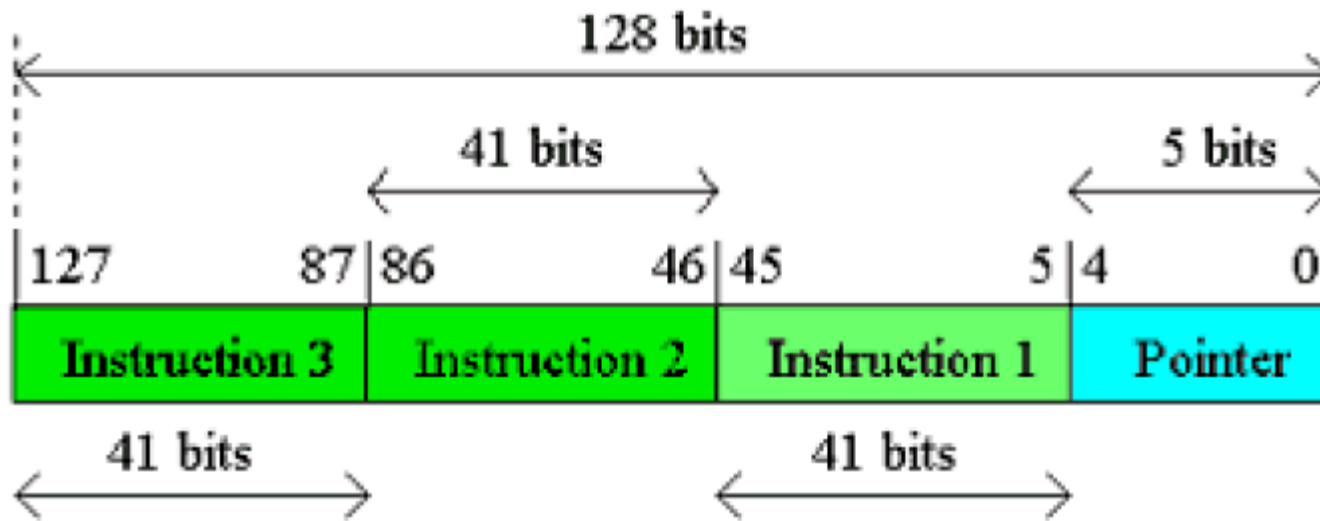 128 bits
41 bits 5 bits
127 87 86 46 45 5 4 0
Instruction 3 Instruction 2 Instruction 1 Pointer
41 bits 41 bits